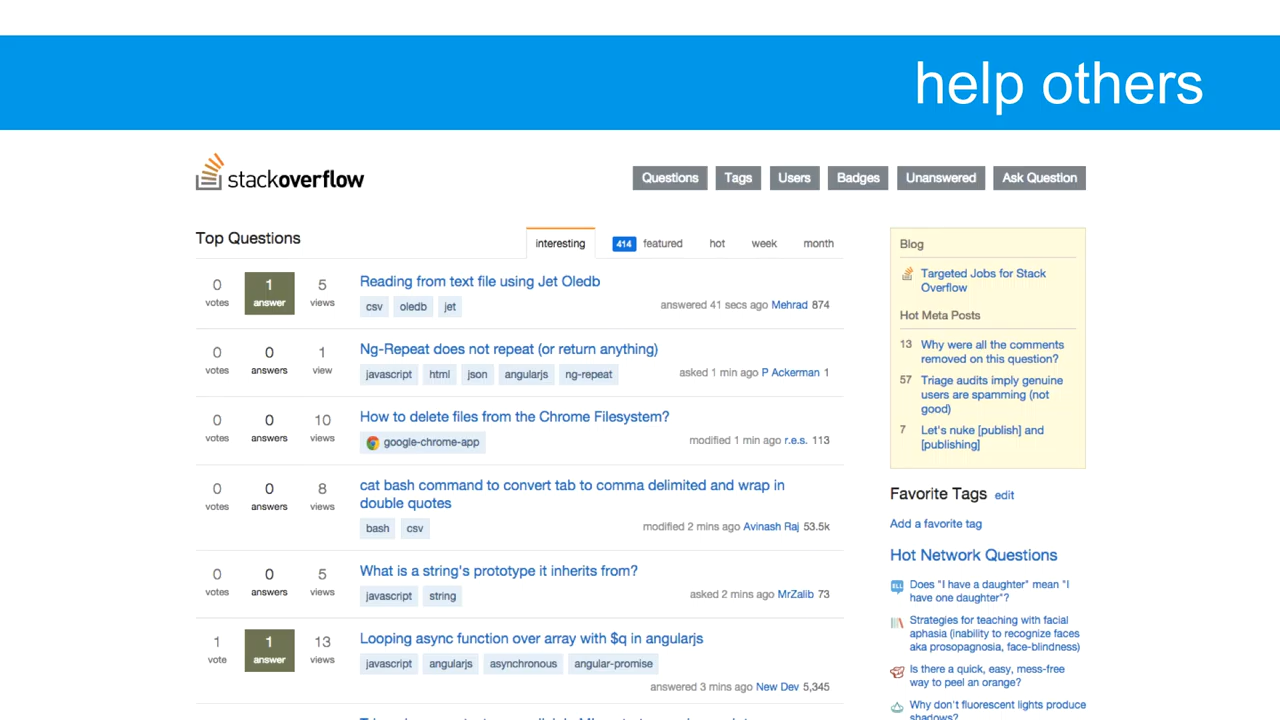 help others
stackoverflow
Questions Tags Users Badges Unanswered Ask Question
Top Questions
interesting 414 featured hot week month
0 votes 1 answer 5 views
Reading from text file using Jet Oledb
csv oledb jet
answered 41 secs ago Mehrad 874
0 votes 0 answers 1 view
Ng-Repeat does not repeat (or return anything)
javascript html json angularjs ng-repeat
asked 1 min ago P Ackerman 1
0 votes 0 answers 10 views
How to delete files from the Chrome Filesystem?
google-chrome-app
modified 1 min ago r.e.s. 113
0 votes 0 answers 8 views
cat bash command to convert tab to comma delimited and wrap in
double quotes
bash csv
modified 2 mins ago Avinash Raj 53.5k
0 votes 0 answers 5 views
What is a string's prototype it inherits from?
javascript string
asked 2 mins ago MrZalib 73
1 vote 1 answer 13 views
Looping async function over array with $q in angularjs
javascript angularjs asynchronous angular-promise
answered 3 mins ago New Dev 5,345
Blog
Targeted Jobs for Stack
Overflow
Hot Meta Posts
13 Why were all the comments
removed on this question?
57 Triage audits imply genuine
users are spamming (not
good)
7 Let's nuke [publish] and
[publishing]
Favorite Tags edit
Add a favorite tag
Hot Network Questions
Does "I have a daughter" mean "I
have one daughter"?
Strategies for teaching with facial
aphasia (inability to recognize faces
aka prosopagnosia, face-blindness)
Is there a quick, easy, mess-free
way to peel an orange?
Why don't fluorescent lights produce
shadows?